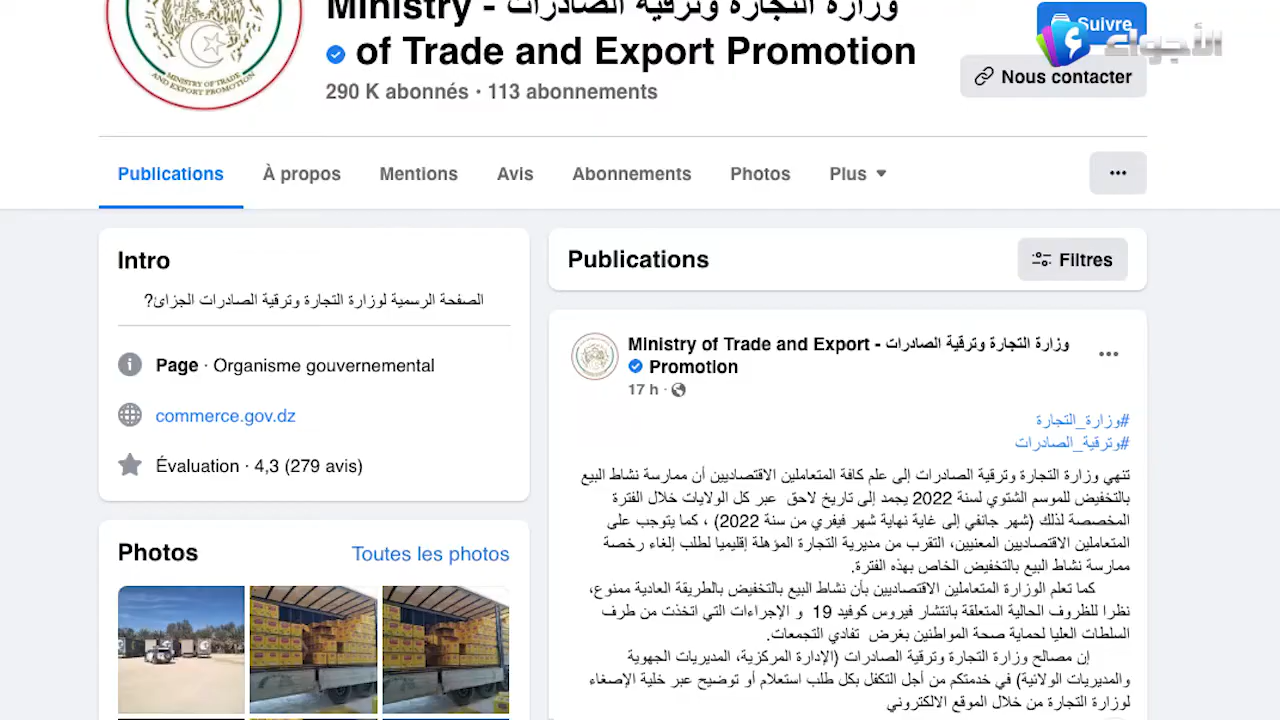 Ministry - وزارة التجارة وترقية الصادرات
of Trade and Export Promotion
290 K abonnés · 113 abonnements
Suivre
الأجواء
Nous contacter
MINISTRY OF TRADE
AND EXPORT PROMOTION
Publications
À propos
Mentions
Avis
Abonnements
Photos
Plus
Intro
الصفحة الرسمية لوزارة التجارة وترقية الصادرات الجزائ?
Page · Organisme gouvernemental
commerce.gov.dz
Évaluation · 4,3 (279 avis)
Photos
Toutes les photos
Publications
Filtres
Ministry of Trade and Export - وزارة التجارة وترقية الصادرات
Promotion
17 h ·
#وزارة_التجارة
#وترقية_الصادرات
تنهي وزارة التجارة وترقية الصادرات إلى علم كافة المتعاملين الاقتصاديين أن ممارسة نشاط البيع
بالتخفيض للموسم الشتوي لسنة 2022 يجمد إلى تاريخ لاحق عبر كل الولايات خلال الفترة
المخصصة لذلك (شهر جانفي إلى غاية نهاية شهر فيفري من سنة 2022) ، كما يتوجب على
المتعاملين الاقتصاديين المعنيين، التقرب من مديرية التجارة المؤهلة إقليميا لطلب إلغاء رخصة
ممارسة نشاط البيع بالتخفيض الخاص بهذه الفترة.
كما تعلم الوزارة المتعاملين الاقتصاديين بأن نشاط البيع بالتخفيض بالطريقة العادية ممنوع،
نظرا للظروف الحالية المتعلقة بانتشار فيروس كوفيد 19 و الإجراءات التي اتخذت من طرف
السلطات العليا لحماية صحة المواطنين بغرض تفادي التجمعات.
إن مصالح وزارة التجارة وترقية الصادرات (الإدارة المركزية، المديريات الجهوية
والمديريات الولائية) في خدمتكم من أجل التكفل بكل طلب استعلام أو توضيح عبر خلية الإصغاء
لوزارة التجارة من خلال الموقع الالكتروني